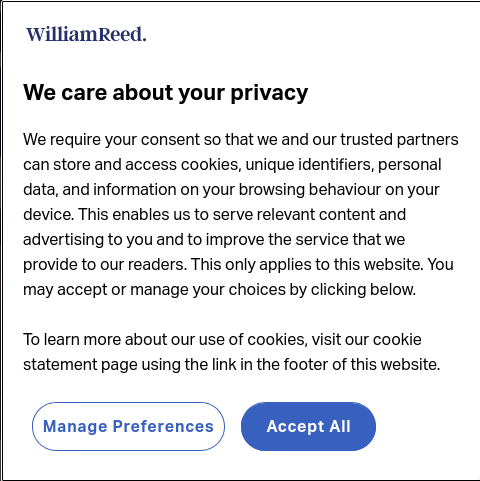 WilliamReed.
We care about your privacy
We require your consent so that we and our trusted partners
can store and access cookies, unique identifiers, personal
data, and information on your browsing behaviour on your
device. This enables us to serve relevant content and
advertising to you and to improve the service that we
provide to our readers. This only applies to this website. You
may accept or manage your choices by clicking below.
To learn more about our use of cookies, visit our cookie
statement page using the link in the footer of this website.
Manage Preferences
Accept All